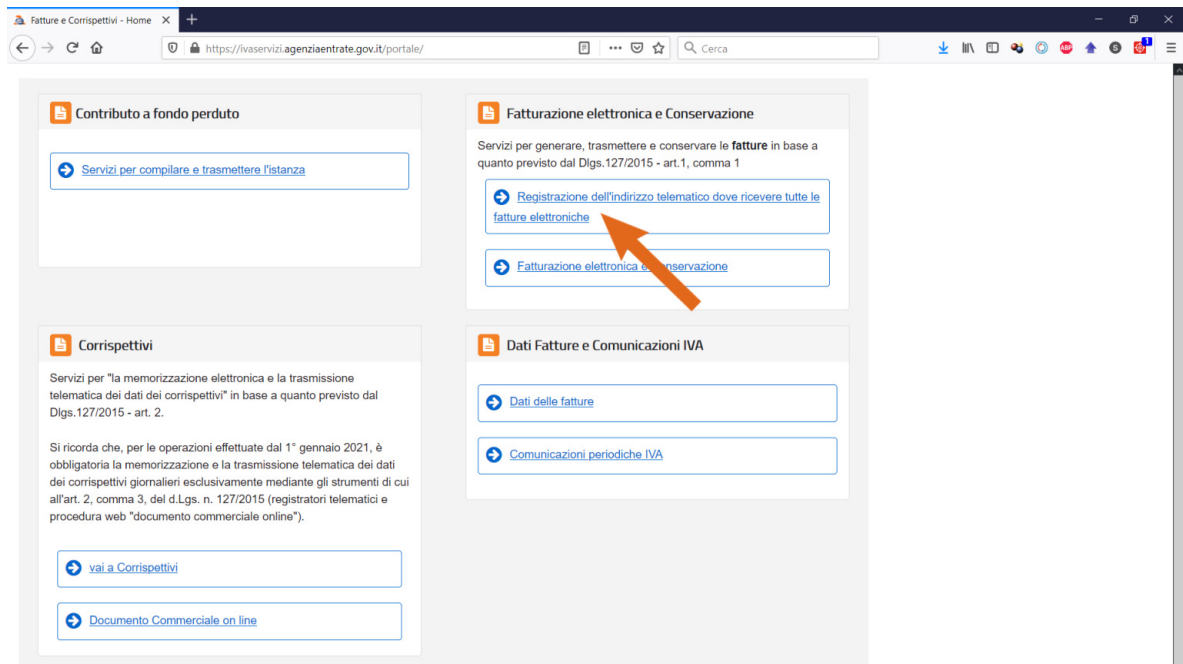 Fatture e Corrispettivi - Home
https://ivaservizi.agenziaentrate.gov.it/portale/
Cerca
ABP
S
1
Contributo a fondo perduto
Servizi per compilare e trasmettere l'istanza
Fatturazione elettronica e Conservazione
Servizi per generare, trasmettere e conservare le fatture in base a
quanto previsto dal Dlgs.127/2015 - art.1, comma 1
Registrazione dell'indirizzo telematico dove ricevere tutte le
fatture elettroniche
Fatturazione elettronica e Conservazione
Corrispettivi
Servizi per "la memorizzazione elettronica e la trasmissione
telematica dei dati dei corrispettivi" in base a quanto previsto dal
Dlgs.127/2015 - art. 2.
Si ricorda che, per le operazioni effettuate dal 1° gennaio 2021, è
obbligatoria la memorizzazione e la trasmissione telematica dei dati
dei corrispettivi giornalieri esclusivamente mediante gli strumenti di cui
all'art. 2, comma 3, del d.Lgs. n. 127/2015 (registratori telematici e
procedura web "documento commerciale online").
vai a Corrispettivi
Documento Commerciale on line
Dati Fatture e Comunicazioni IVA
Dati delle fatture
Comunicazioni periodiche IVA